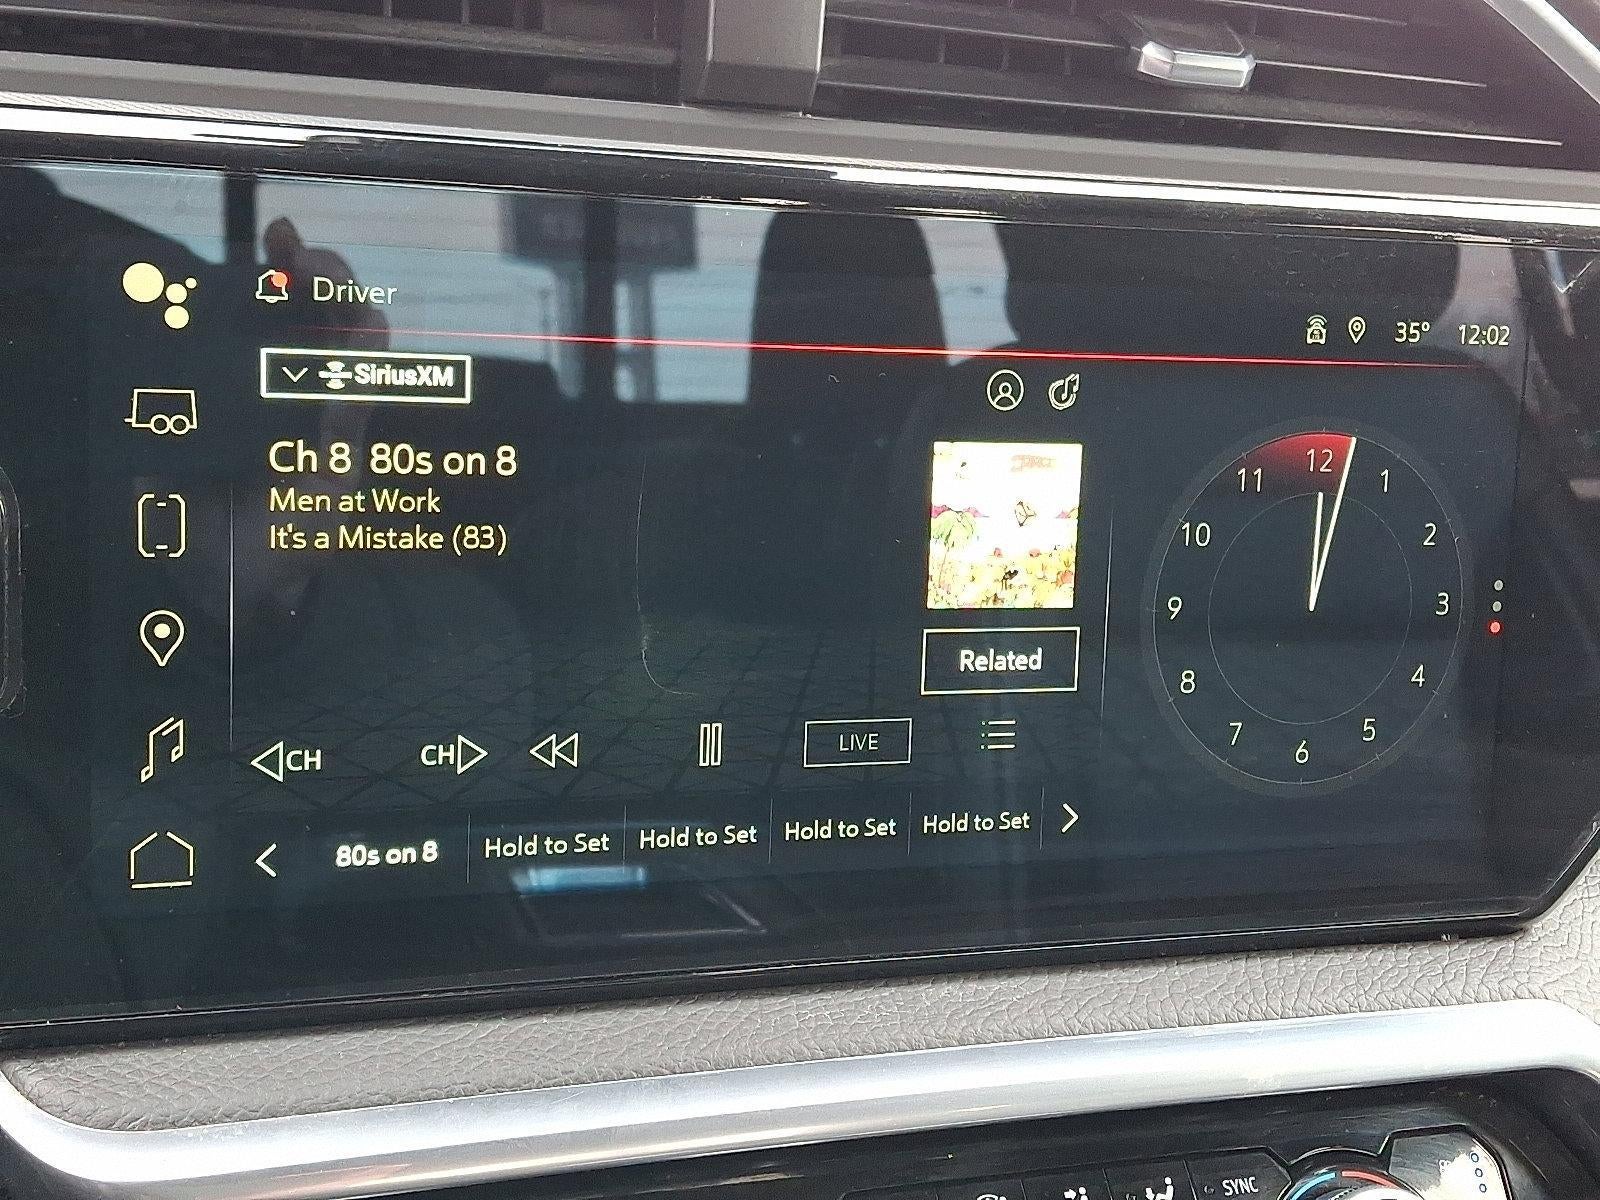 Driver
35° 12:02
SiriusXM
Ch 8 80s on 8
Men at Work
It's a Mistake (83)
Related
CH CH LIVE
80s on 8 Hold to Set Hold to Set Hold to Set Hold to Set
12
1
2
3
4
5
6
7
8
9
10
11
SYNC